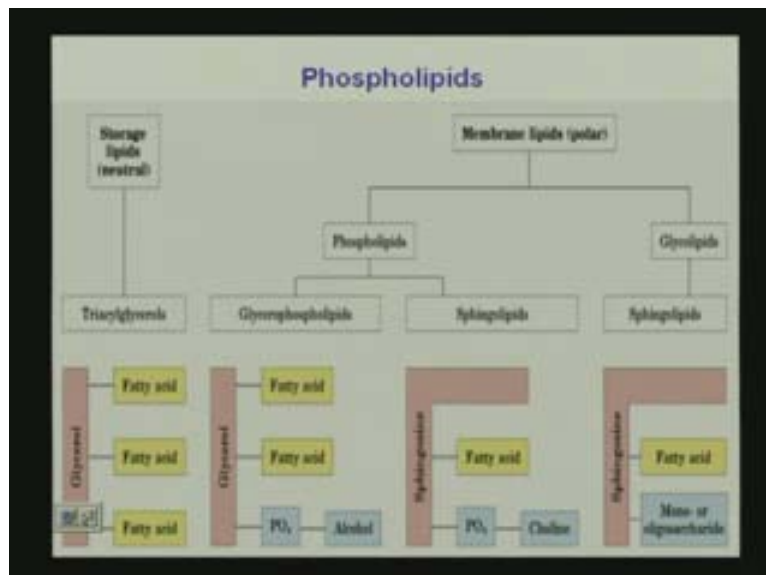 Phospholipids
Storage
lipids
(neutral)
Membrane lipids (polar)
Phospholipids
Glycolipids
Triacylglycerols
Glycerophospholipids
Sphingolipids
Sphingolipids
Glycerol
Fatty acid
Fatty acid
Fatty acid
Glycerol
Fatty acid
Fatty acid
PO₄
Alcohol
Sphingosine
Fatty acid
PO₄
Choline
Sphingosine
Fatty acid
Mono- or
oligosaccharide